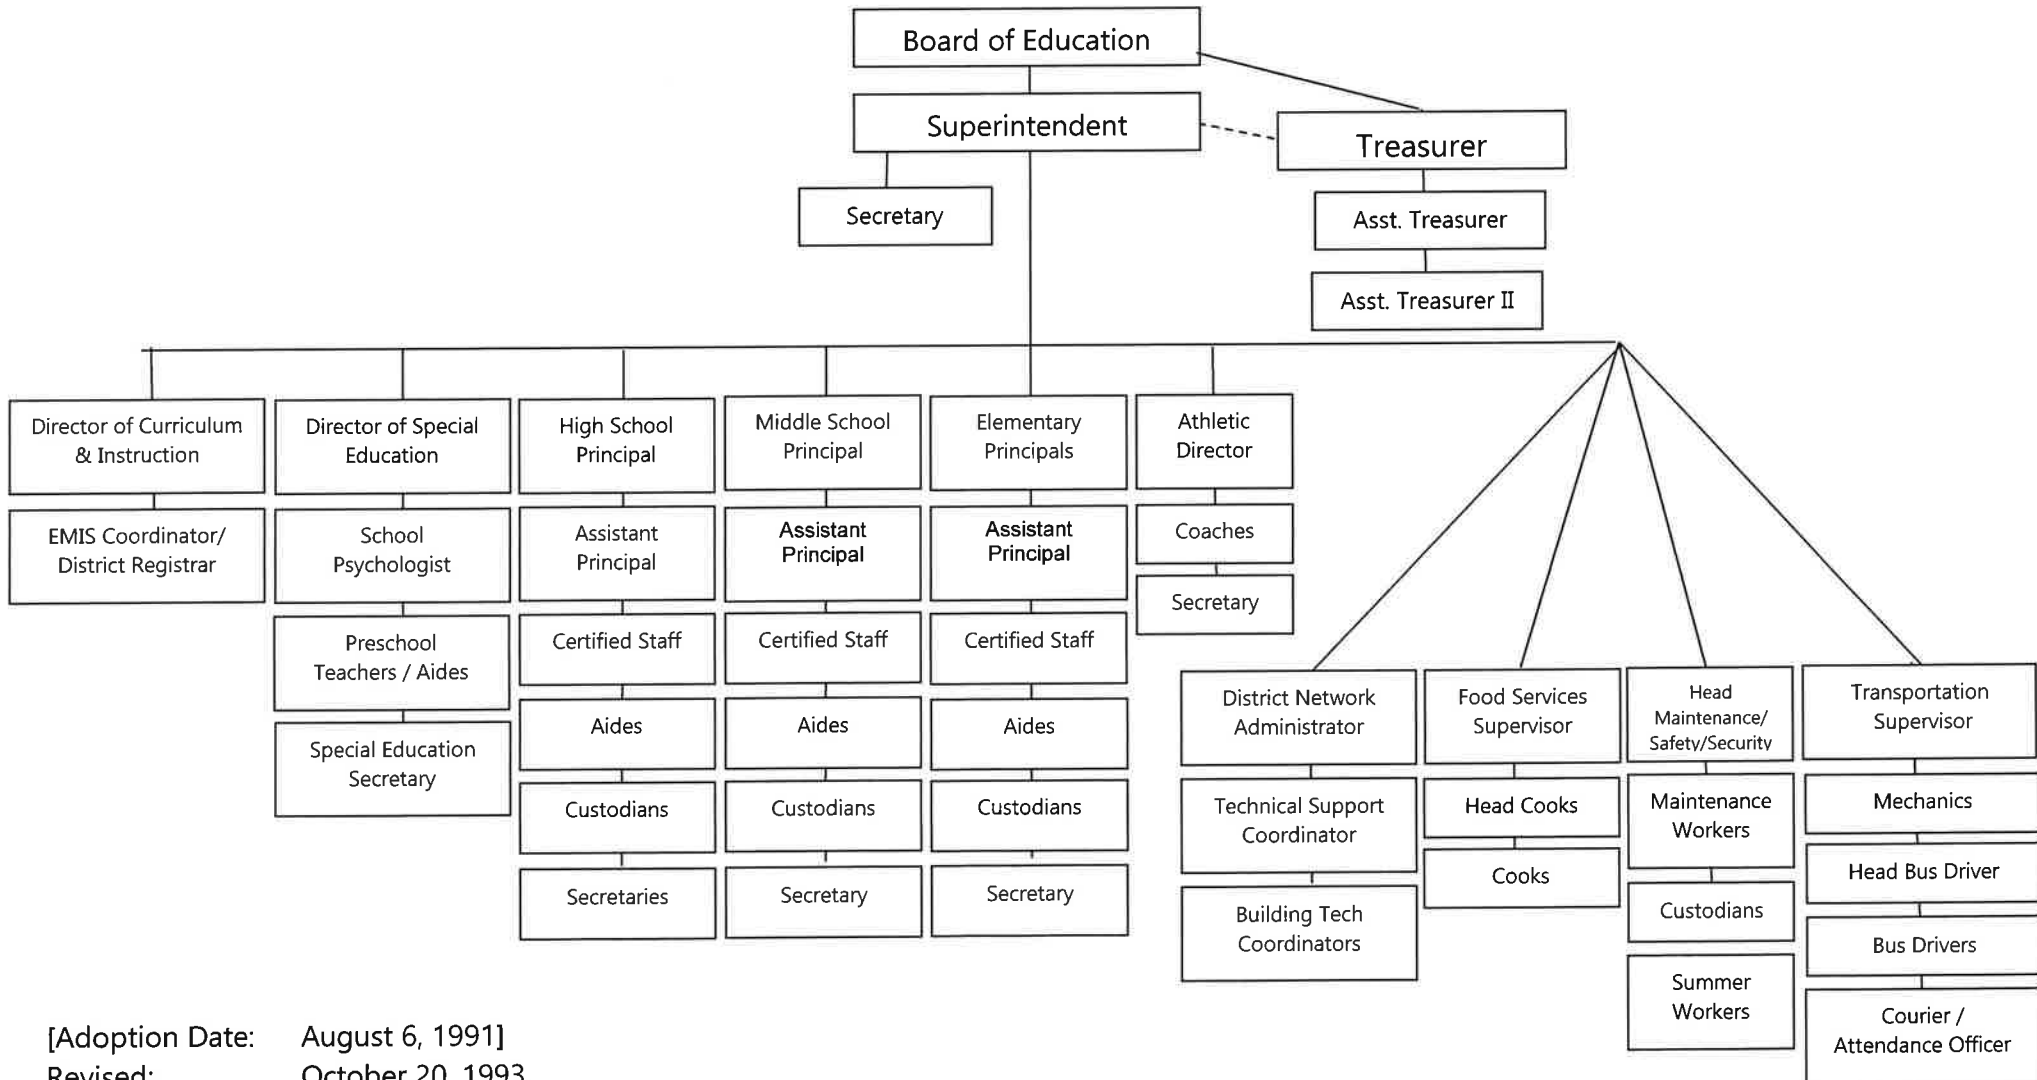 Board of Education
Superintendent
Treasurer
Secretary
Asst. Treasurer
Asst. Treasurer II
Director of Curriculum
& Instruction
EMIS Coordinator/
District Registrar
Director of Special
Education
School
Psychologist
Preschool
Teachers / Aides
Special Education
Secretary
High School
Principal
Assistant
Principal
Certified Staff
Aides
Custodians
Secretaries
Middle School
Principal
Assistant
Principal
Certified Staff
Aides
Custodians
Secretary
Elementary
Principals
Assistant
Principal
Certified Staff
Aides
Custodians
Secretary
Athletic
Director
Coaches
Secretary
District Network
Administrator
Technical Support
Coordinator
Building Tech
Coordinators
Food Services
Supervisor
Head Cooks
Cooks
Head
Maintenance/
Safety/Security
Maintenance
Workers
Custodians
Summer
Workers
Transportation
Supervisor
Mechanics
Head Bus Driver
Bus Drivers
Courier /
Attendance Officer
[Adoption Date: August 6, 1991]
Revised: October 20, 1993